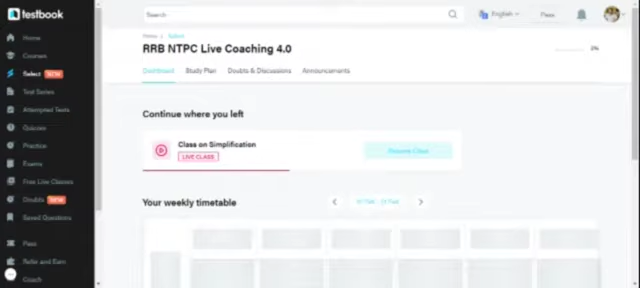 testbook
Search
English
Pass
Home
Courses
Select NEW
Test Series
Attempted Tests
Quizzes
Practice
Exams
Free Live Classes
Doubts NEW
Saved Questions
Pass
Refer and Earn
Coach
Home / Select
RRB NTPC Live Coaching 4.0
Dashboard Study Plan Doubts & Discussions Announcements
Continue where you left
Class on Simplification
LIVE CLASS
Resume Class
Your weekly timetable